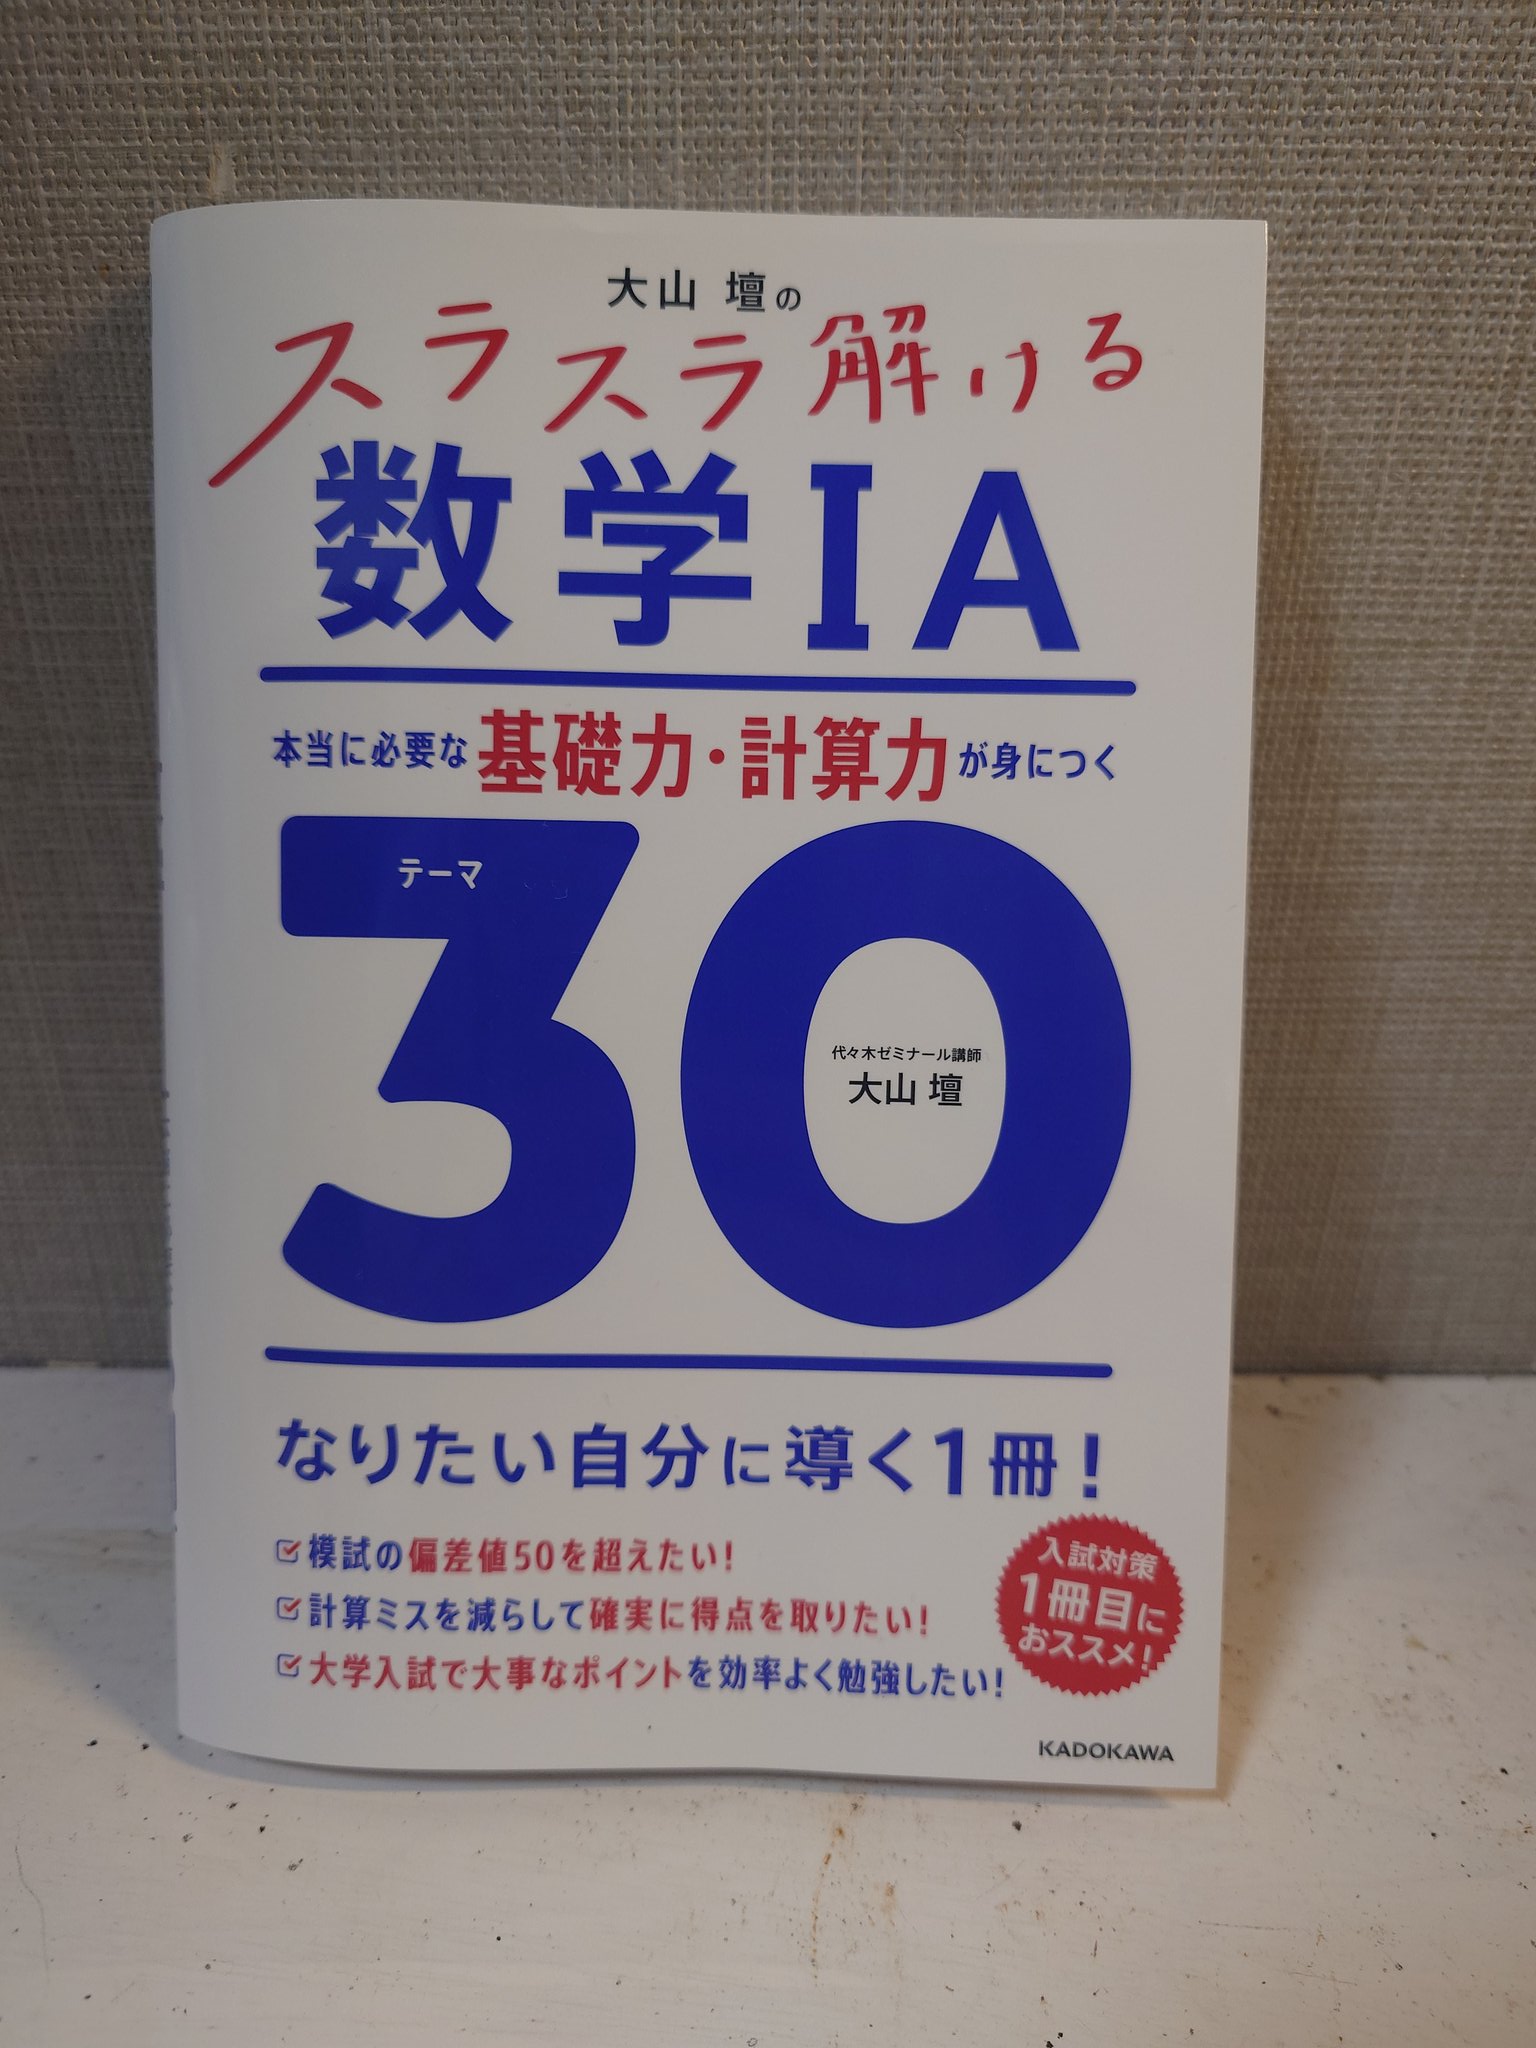 大山 壇の
スラスラ解ける
数学IA
本当に必要な基礎力・計算力が身につく
テーマ
30
代々木ゼミナール講師
大山 壇
なりたい自分に導く1冊!
模試の偏差値50を超えたい!
計算ミスを減らして確実に得点を取りたい!
大学入試で大事なポイントを効率よく勉強したい!
入試対策
1冊目に
おススメ!
KADOKAWA